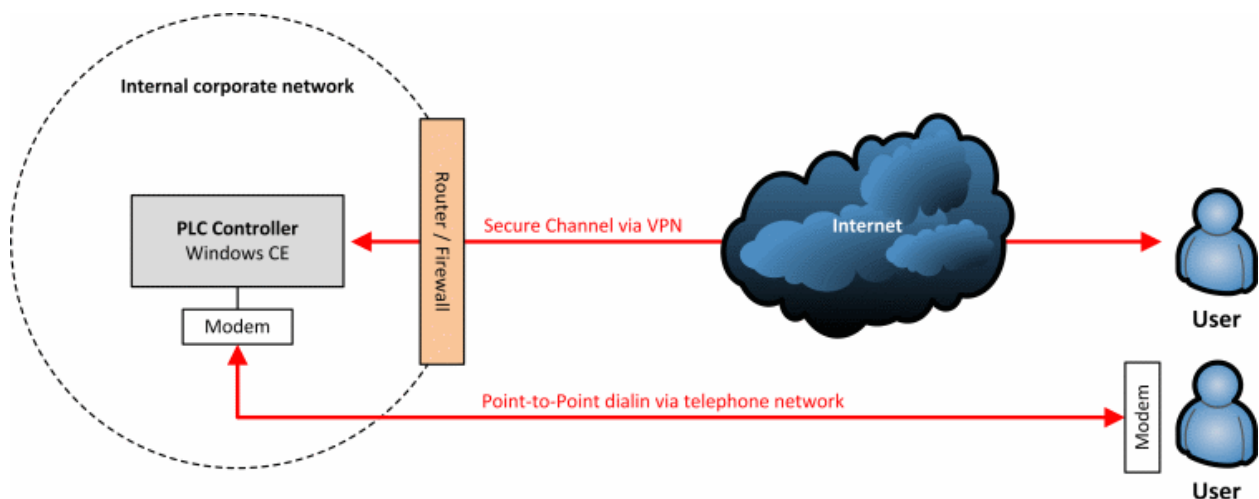 Internal corporate network
PLC Controller
Windows CE
Modem
Router / Firewall
Secure Channel via VPN
Internet
User
Point-to-Point dialin via telephone network
Modem
User